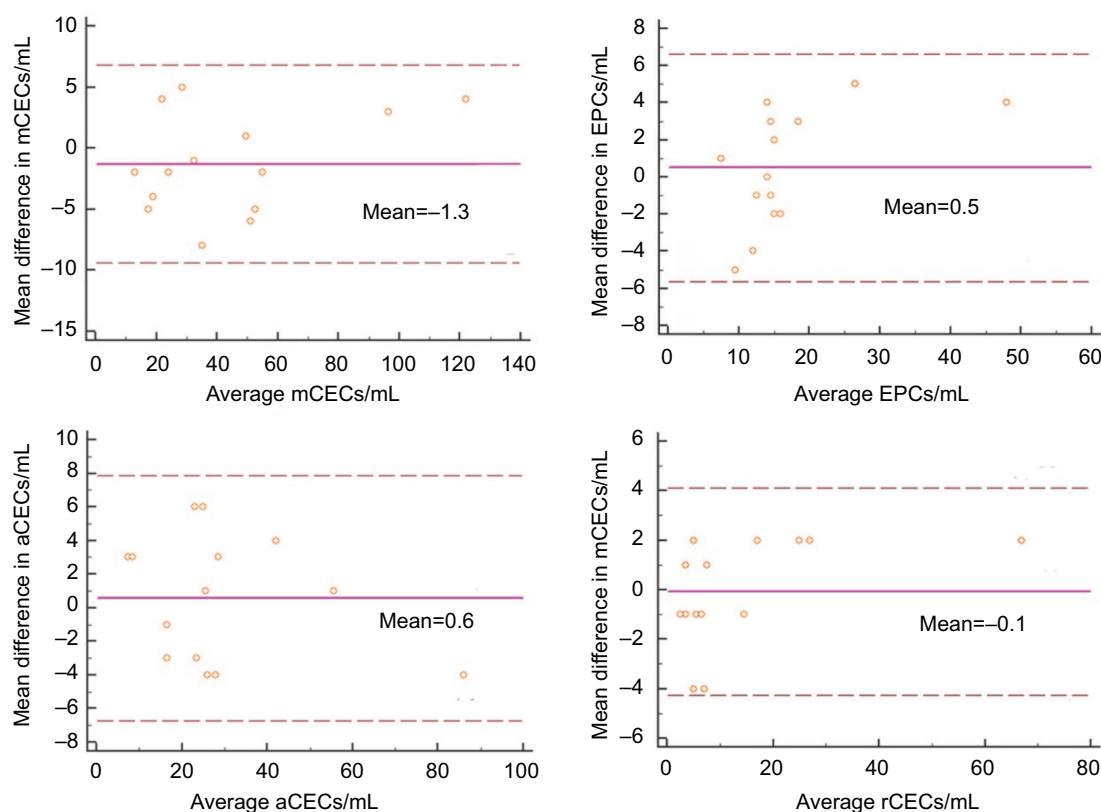 Mean difference in mCECs/mL
10
5
0
–5
–10
–15
Mean=–1.3
0 20 40 60 80 100 120 140
Average mCECs/mL
Mean difference in EPCs/mL
8
6
4
2
0
–2
–4
–6
–8
Mean=0.5
0 10 20 30 40 50 60
Average EPCs/mL
Mean difference in aCECs/mL
10
8
6
4
2
0
–2
–4
–6
–8
Mean=0.6
0 20 40 60 80 100
Average aCECs/mL
Mean difference in mCECs/mL
6
4
2
0
–2
–4
–6
Mean=–0.1
0 20 40 60 80
Average rCECs/mL